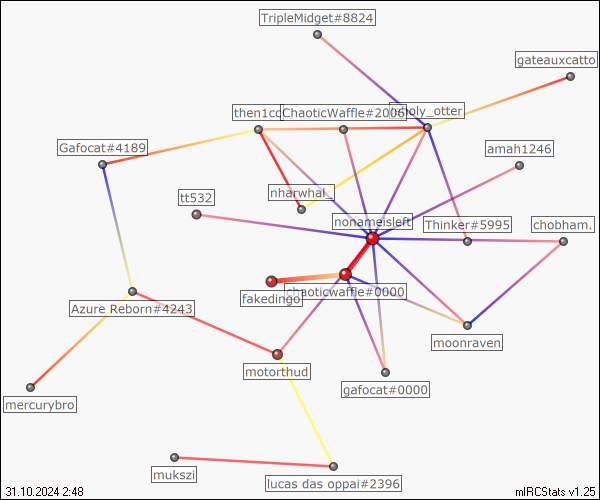 TripleMidget#8824
gateauxcatto
ChaoticWaffle#2006
Gafocat#4189
amah1246
nharwhal_
tt532
nonameisleft
Thinker#5995
chobham.
chaoticwaffle#0000
fakedingo
Azure Reborn#4243
moonraven
motorthud
gafocat#0000
mercurybro
mukszi
lucas das oppai#2396
31.10.2024 2:48
mIRCStats v1.25